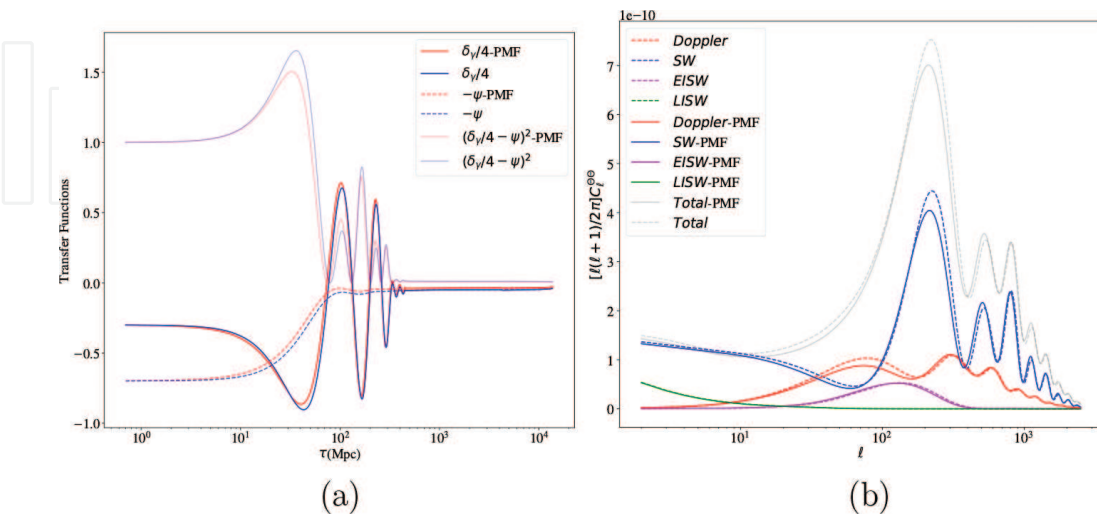 1.5
1.0
0.5
0.0
−0.5
−1.0
Transfer Functions
δγ/4-PMF
δγ/4
−ψ-PMF
−ψ
(δγ/4 − ψ)²-PMF
(δγ/4 − ψ)²
10⁰ 10¹ 10² 10³ 10⁴
τ(Mpc)
(a)
1e−10
7
6
5
4
3
2
1
0
[ℓ(ℓ + 1)/2π]Cℓ^ΘΘ
Doppler
SW
EISW
LISW
Doppler-PMF
SW-PMF
EISW-PMF
LISW-PMF
Total-PMF
Total
10¹ 10² 10³
ℓ
(b)